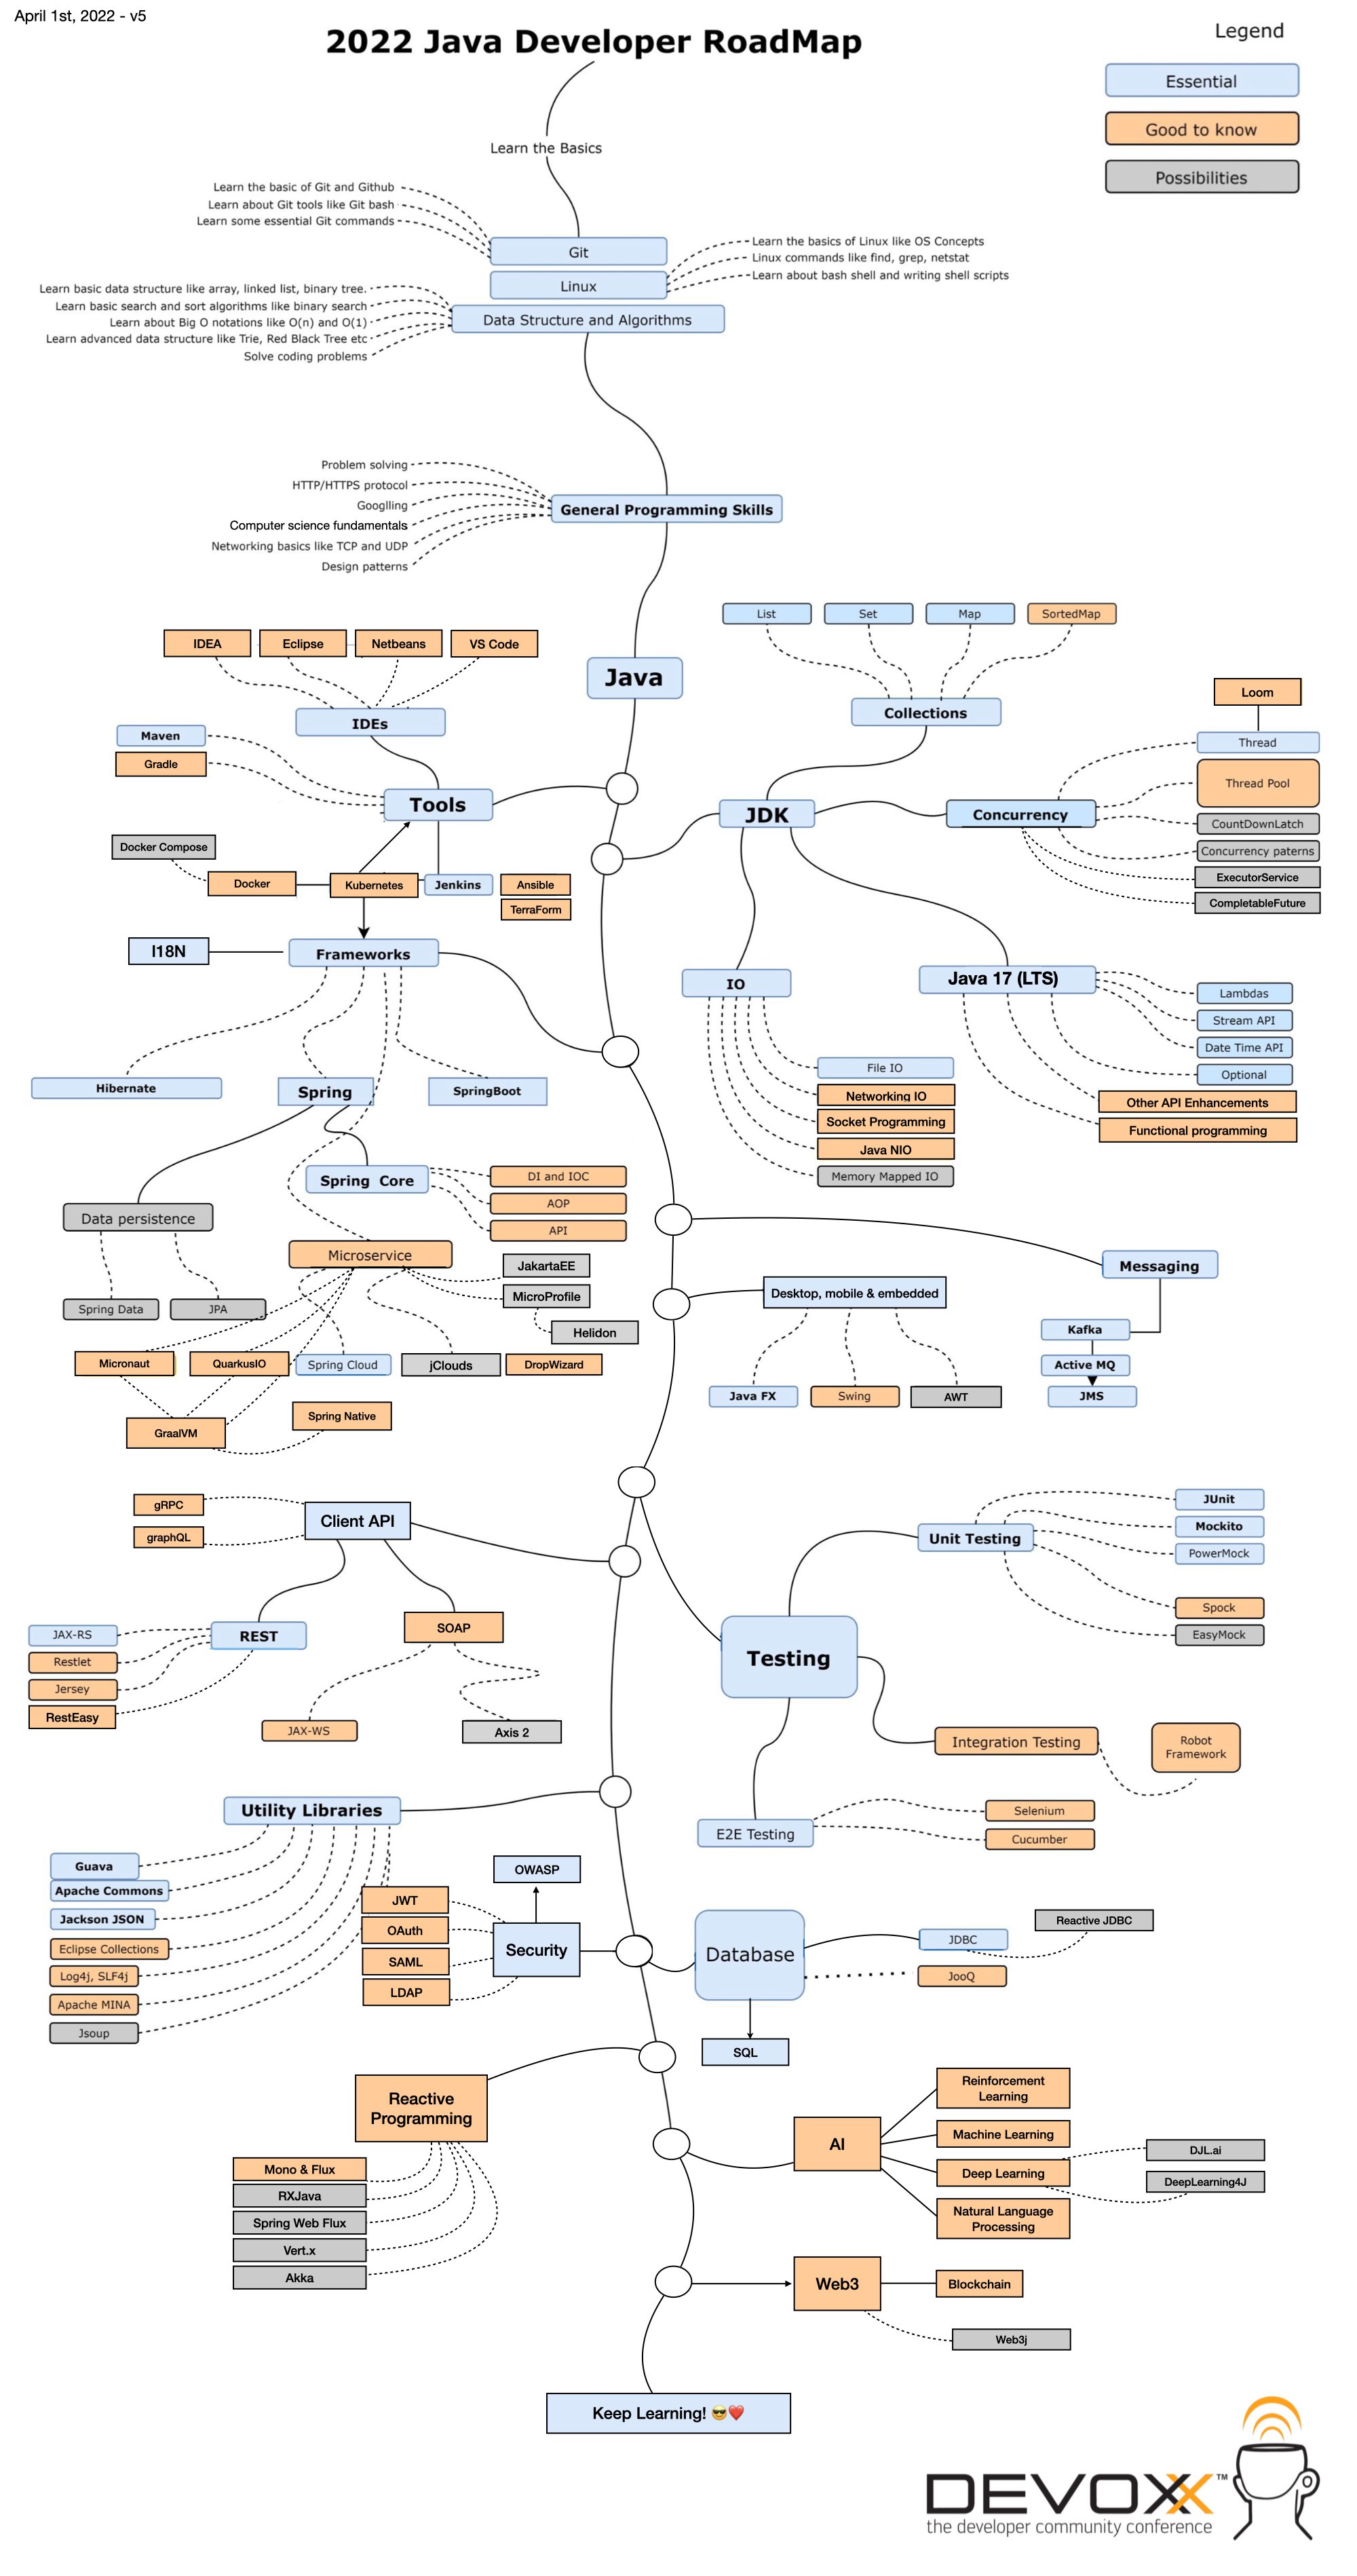 April 1st, 2022 - v5
2022 Java Developer RoadMap
Legend
Essential
Good to know
Possibilities
Learn the Basics
Learn the basic of Git and Github
Learn about Git tools like Git bash
Learn some essential Git commands
Git
Linux
Learn the basics of Linux like OS Concepts
Linux commands like find, grep, netstat
Learn about bash shell and writing shell scripts
Data Structure and Algorithms
Learn basic data structure like array, linked list, binary tree.
Learn basic search and sort algorithms like binary search
Learn about Big O notations like O(n) and O(1)
Learn advanced data structure like Trie, Red Black Tree etc
Solve coding problems
Problem solving
HTTP/HTTPS protocol
Googlling
Computer science fundamentals
Networking basics like TCP and UDP
Design patterns
General Programming Skills
Java
IDEA
Eclipse
Netbeans
VS Code
IDEs
Maven
Gradle
Tools
Docker Compose
Docker
Kubernetes
Jenkins
Ansible
TerraForm
List
Set
Map
SortedMap
Collections
JDK
Concurrency
Loom
Thread
Thread Pool
CountDownLatch
Concurrency paterns
ExecutorService
CompletableFuture
I18N
Frameworks
Hibernate
Spring
SpringBoot
IO
File IO
Networking IO
Socket Programming
Java NIO
Memory Mapped IO
Java 17 (LTS)
Lambdas
Stream API
Date Time API
Optional
Other API Enhancements
Functional programming
Spring Core
DI and IOC
AOP
API
Data persistence
Spring Data
JPA
Microservice
JakartaEE
MicroProfile
Helidon
Micronaut
QuarkusIO
Spring Cloud
jClouds
DropWizard
GraalVM
Spring Native
Messaging
Kafka
Active MQ
JMS
Desktop, mobile & embedded
Java FX
Swing
AWT
gRPC
graphQL
Client API
REST
JAX-RS
Restlet
Jersey
RestEasy
SOAP
JAX-WS
Axis 2
Unit Testing
JUnit
Mockito
PowerMock
Spock
EasyMock
Testing
Integration Testing
Robot
Framework
E2E Testing
Selenium
Cucumber
Utility Libraries
Guava
Apache Commons
Jackson JSON
Eclipse Collections
Log4j, SLF4j
Apache MINA
Jsoup
OWASP
JWT
OAuth
SAML
LDAP
Security
Database
JDBC
Reactive JDBC
JooQ
SQL
Reactive
Programming
Mono & Flux
RXJava
Spring Web Flux
Vert.x
Akka
AI
Reinforcement
Learning
Machine Learning
Deep Learning
Natural Language
Processing
DJL.ai
DeepLearning4J
Web3
Blockchain
Web3j
Keep Learning! 😎❤️
DEVOXX™
the developer community conference